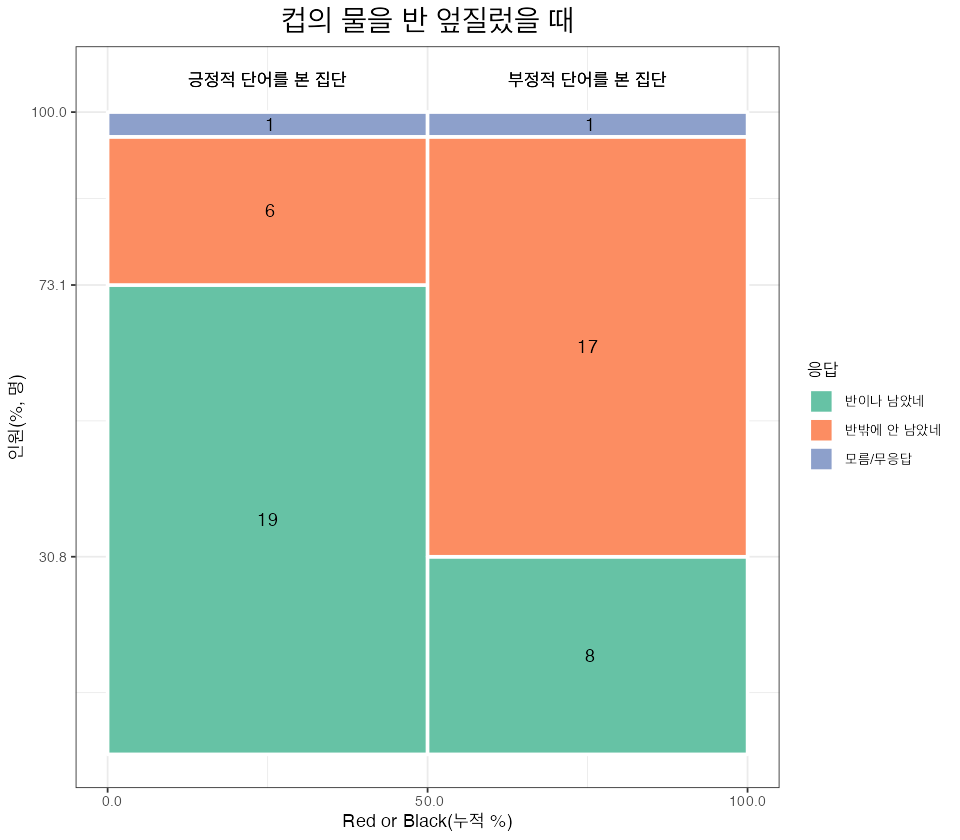 컵의 물을 반 엎질렀을 때
긍정적 단어를 본 집단
부정적 단어를 본 집단
100.0
73.1
30.8
인원(%, 명)
1
1
6
17
19
8
0.0
50.0
100.0
Red or Black(누적 %)
응답
반이나 남았네
반밖에 안 남았네
모름/무응답